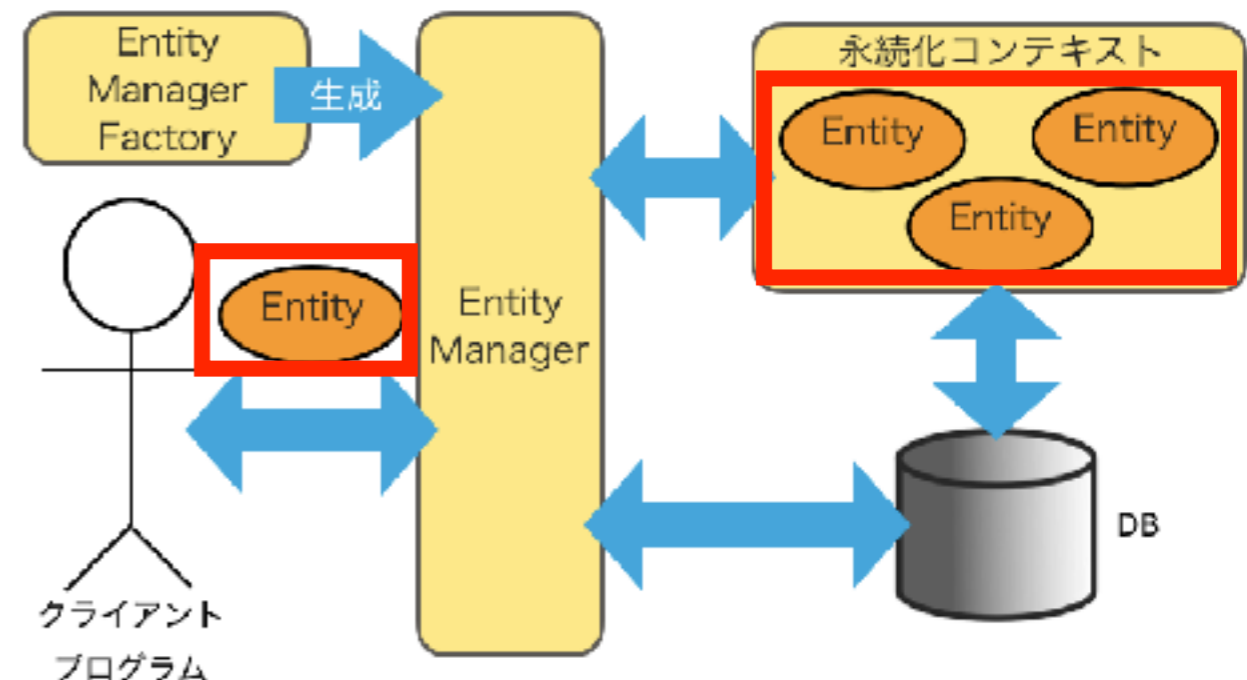 Entity
Manager
Factory
生成
永続化コンテキスト
Entity
Entity
Entity
Entity
Entity
Manager
DB
クライアント
プログラム